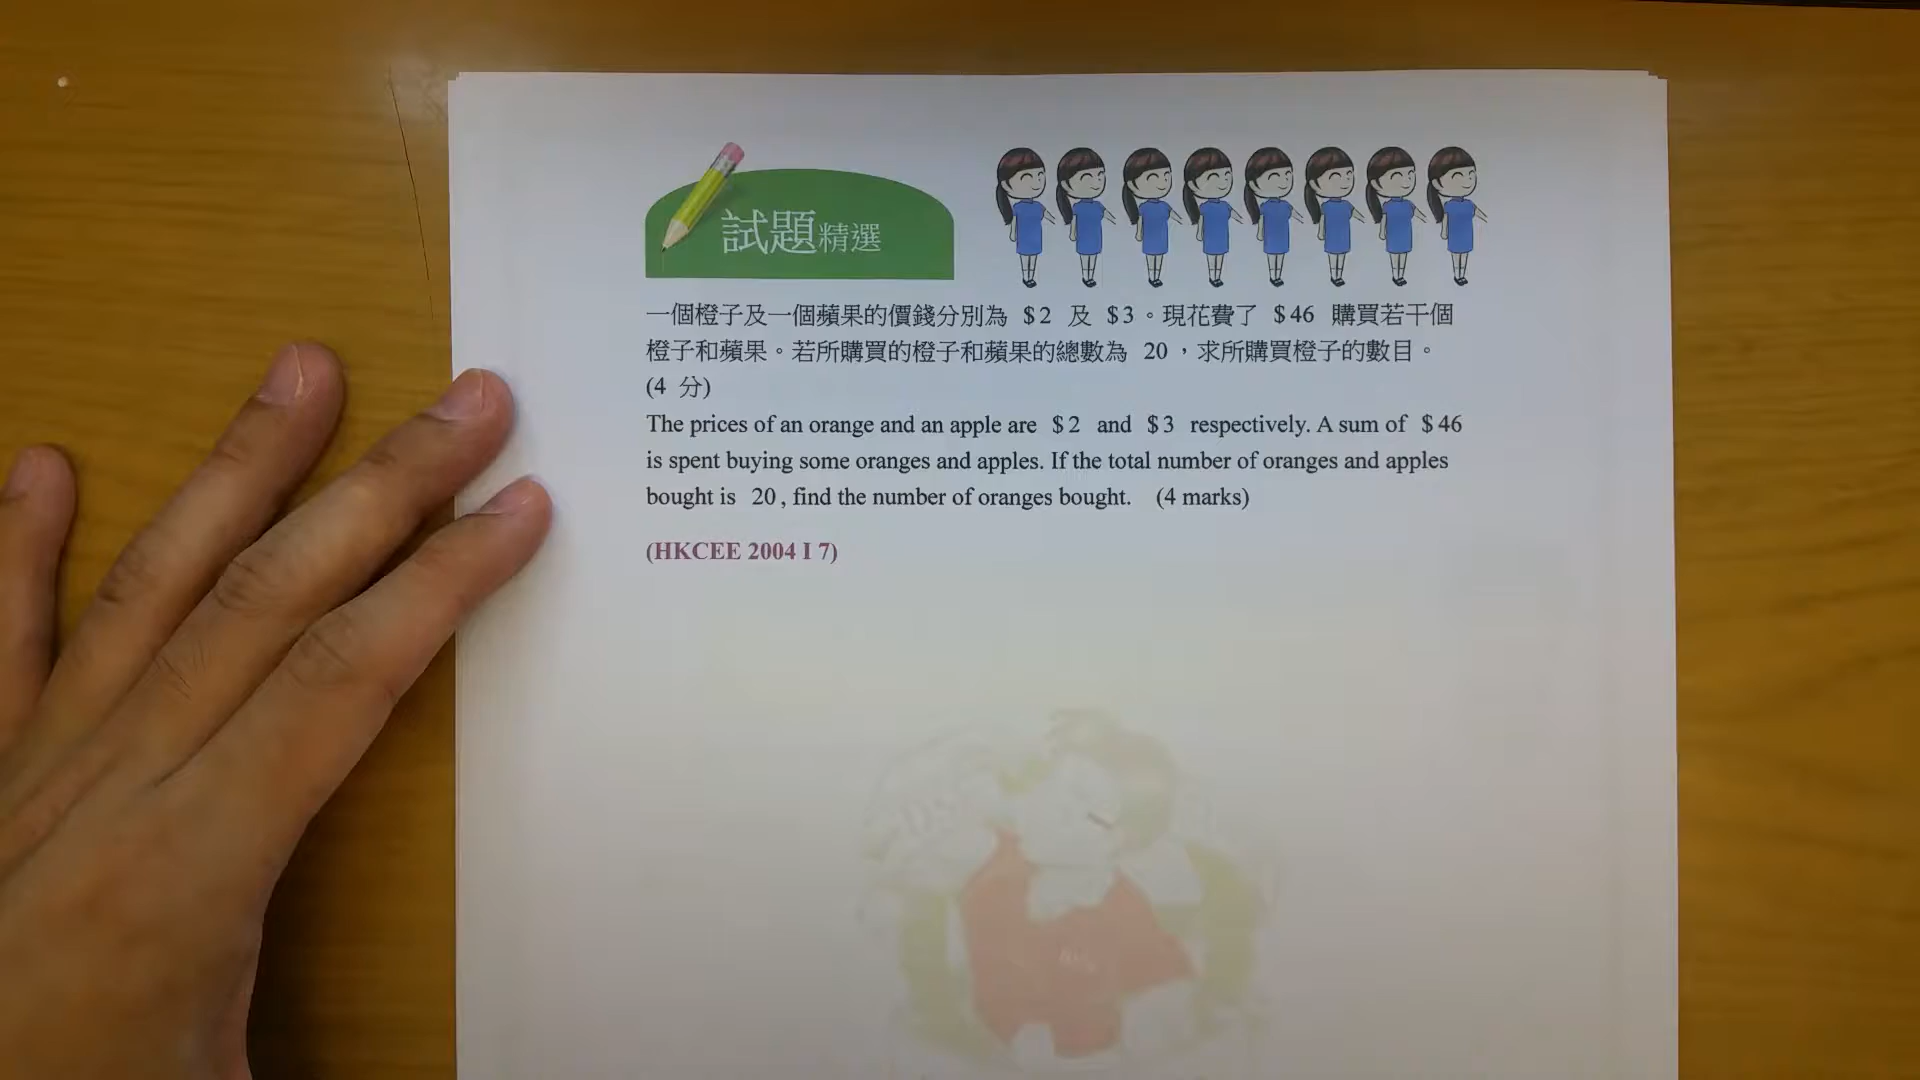 試題精選
一個橙子及一個蘋果的價錢分別為 $2 及 $3。現花費了 $46 購買若干個
橙子和蘋果。若所購買的橙子和蘋果的總數為 20，求所購買橙子的數目。
(4 分)
The prices of an orange and an apple are $2 and $3 respectively. A sum of $46
is spent buying some oranges and apples. If the total number of oranges and apples
bought is 20, find the number of oranges bought. (4 marks)
(HKCEE 2004 I 7)